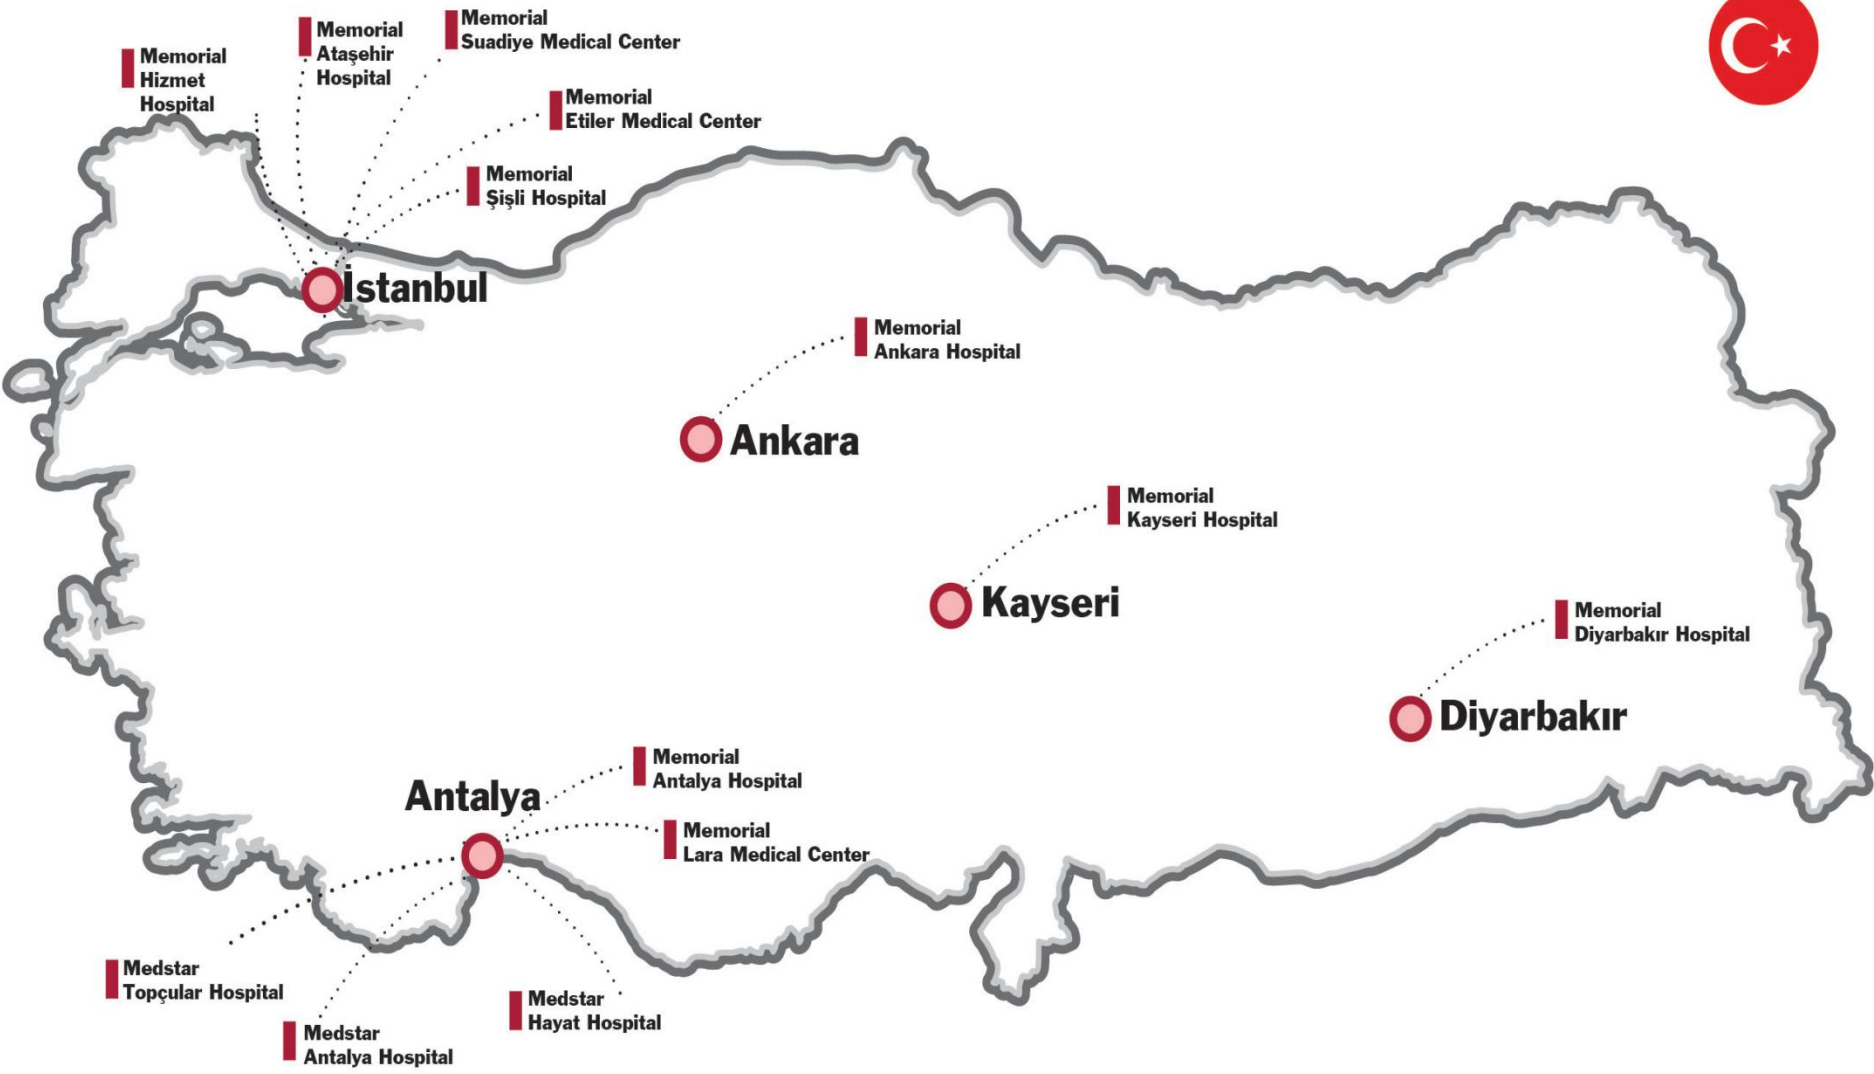 Memorial
Hizmet
Hospital
Memorial
Ataşehir
Hospital
Memorial
Suadiye Medical Center
Memorial
Etiler Medical Center
Memorial
Şişli Hospital
İstanbul
Memorial
Ankara Hospital
Ankara
Memorial
Kayseri Hospital
Kayseri
Memorial
Diyarbakır Hospital
Diyarbakır
Antalya
Memorial
Antalya Hospital
Memorial
Lara Medical Center
Medstar
Topçular Hospital
Medstar
Antalya Hospital
Medstar
Hayat Hospital